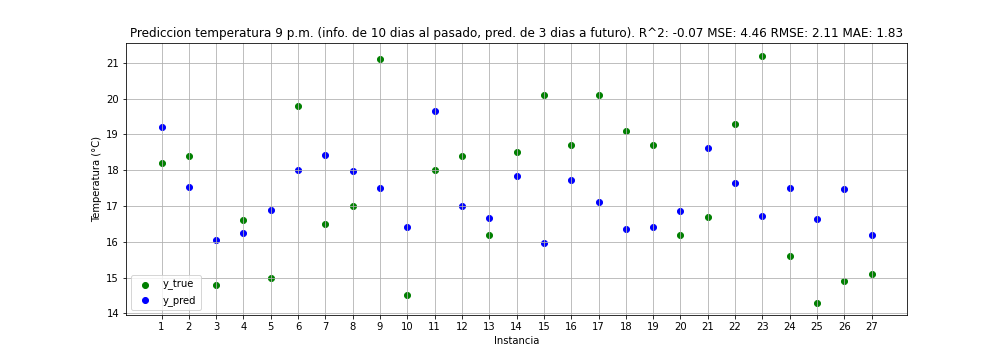 Prediccion temperatura 9 p.m. (info. de 10 dias al pasado, pred. de 3 dias a futuro). R^2: -0.07 MSE: 4.46 RMSE: 2.11 MAE: 1.83
21
20
19
18
17
16
15
14
Temperatura (°C)
y_true
y_pred
1 2 3 4 5 6 7 8 9 10 11 12 13 14 15 16 17 18 19 20 21 22 23 24 25 26 27
Instancia